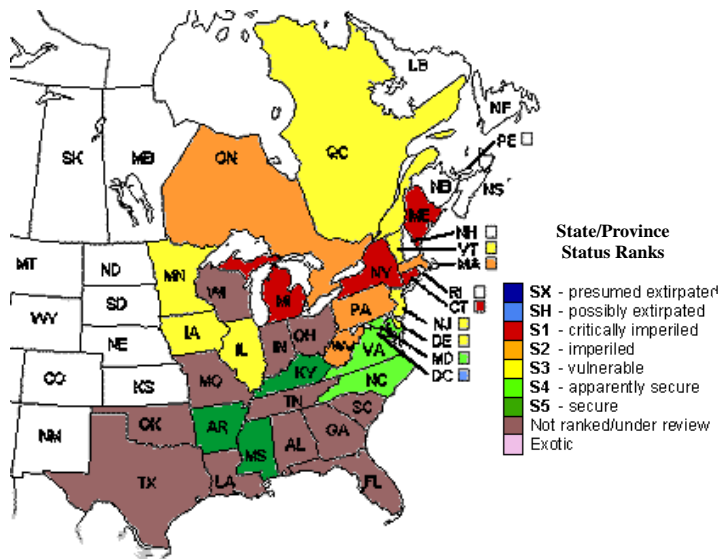 LB
NF
PE
QC
ON
SK
MB
NB
NS
ME
NH
VT
MA
MT
ND
MN
NY
RI
CT
SD
WI
MI
WY
PA
NJ
IA
DE
NE
IL
IN
OH
WV
VA
MD
DC
CO
KS
MO
KY
NC
TN
OK
AR
SC
NM
MS
AL
GA
TX
LA
FL
State/Province
Status Ranks
SX - presumed extirpated
SH - possibly extirpated
S1 - critically imperiled
S2 - imperiled
S3 - vulnerable
S4 - apparently secure
S5 - secure
Not ranked/under review
Exotic